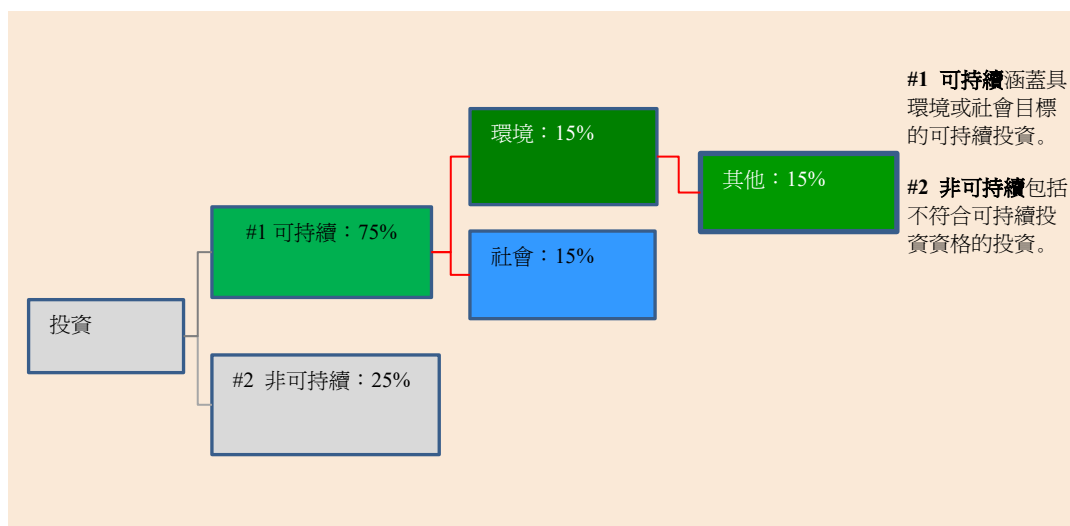 投資
#1 可持續：75%
#2 非可持續：25%
環境：15%
社會：15%
其他：15%
#1 可持續涵蓋具
環境或社會目標
的可持續投資。
#2 非可持續包括
不符合可持續投
資資格的投資。